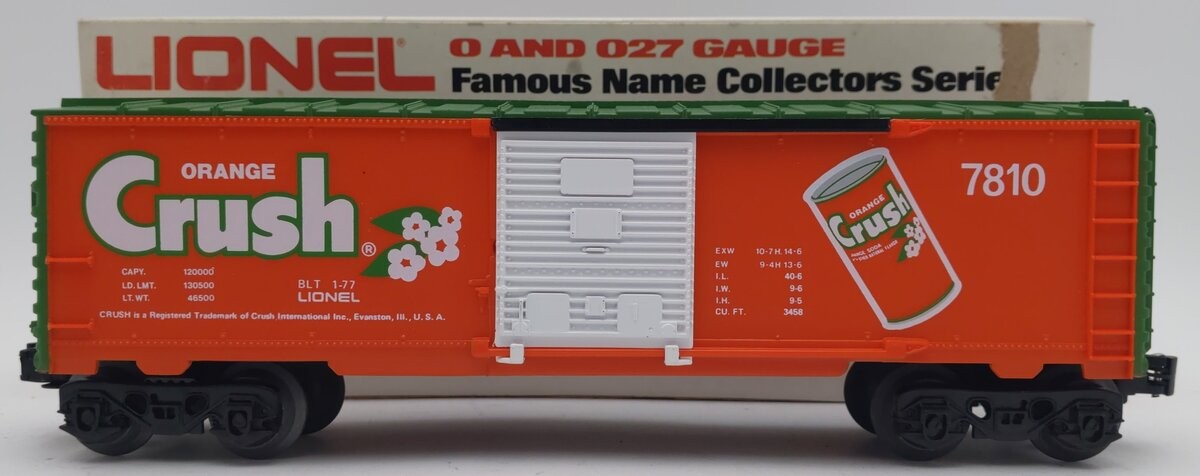 LIONEL®
O AND O27 GAUGE
Famous Name Collectors Serie
ORANGE
Crush®
CAPY. 120000
LD. LMT. 130500
LT. WT. 46500
BLT 1-77
LIONEL
CRUSH is a Registered Trademark of Crush International Inc., Evanston, Ill., U. S. A.
EXW 10-7 H. 14-6
EW 9-4 H 13-6
I.L. 40-6
I.W. 9-6
I.H. 9-5
CU. FT. 3458
ORANGE
Crush
7810